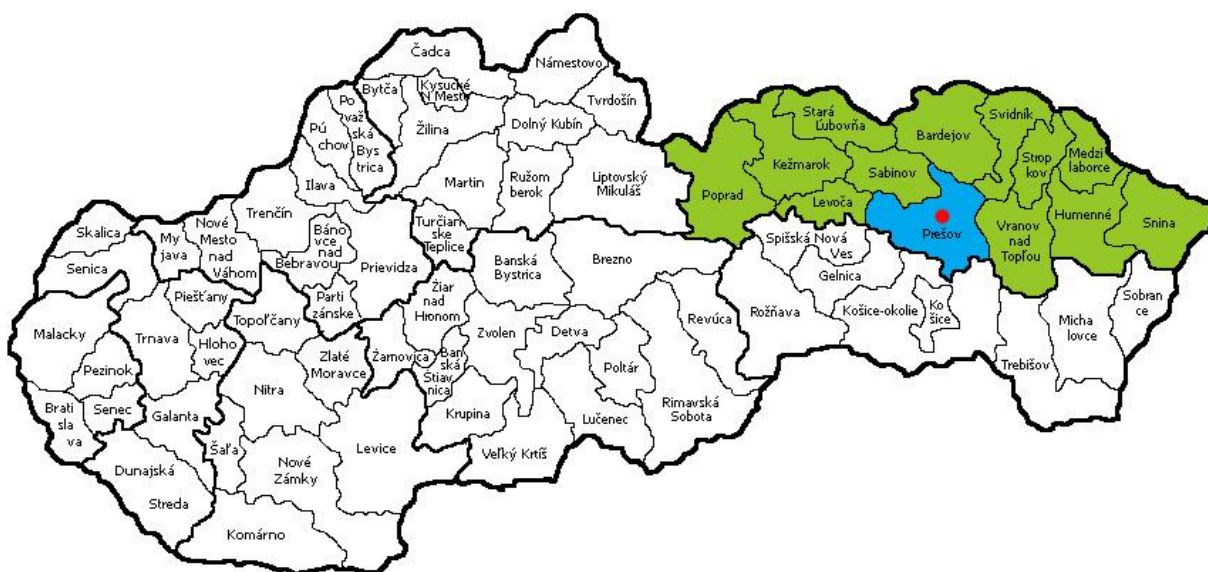 Čadca
Námestovo
Bytča
Kysucké
N Mesto
Tvrdošín
Po
važ
ská
Bys
trica
Pú
chov
Žilina
Dolný Kubín
Stará
Ľubovňa
Bardejov
Svidník
Ilava
Martin
Ružom
berok
Liptovský
Mikuláš
Poprad
Kežmarok
Sabinov
Levoča
Strop
kov
Medzi
laborce
Trenčín
Turčian
ske
Teplice
Prešov
Vranov
nad
Topľou
Humenné
Snina
Skalica
My
java
Nové
Mesto
nad
Váhom
Báno
vce nad
Bebravou
Prievidza
Banská
Bystrica
Brezno
Spišská Nová
Ves
Gelnica
Senica
Piešťany
Parti
zánske
Žiar
nad
Hronom
Rožňava
Košice-okolie
Ko
šice
Micha
lovce
Sobran
ce
Malacky
Trnava
Hloho
vec
Topoľčany
Zlaté
Moravce
Žarnovica
Ban
ská
Štiav
nica
Zvolen
Detva
Poltár
Revúca
Trebišov
Pezinok
Nitra
Krupina
Lučenec
Rimavská
Sobota
Brati
sla
va
Senec
Galanta
Šaľa
Nové
Zámky
Levice
Veľký Krtíš
Dunajská
Streda
Komárno